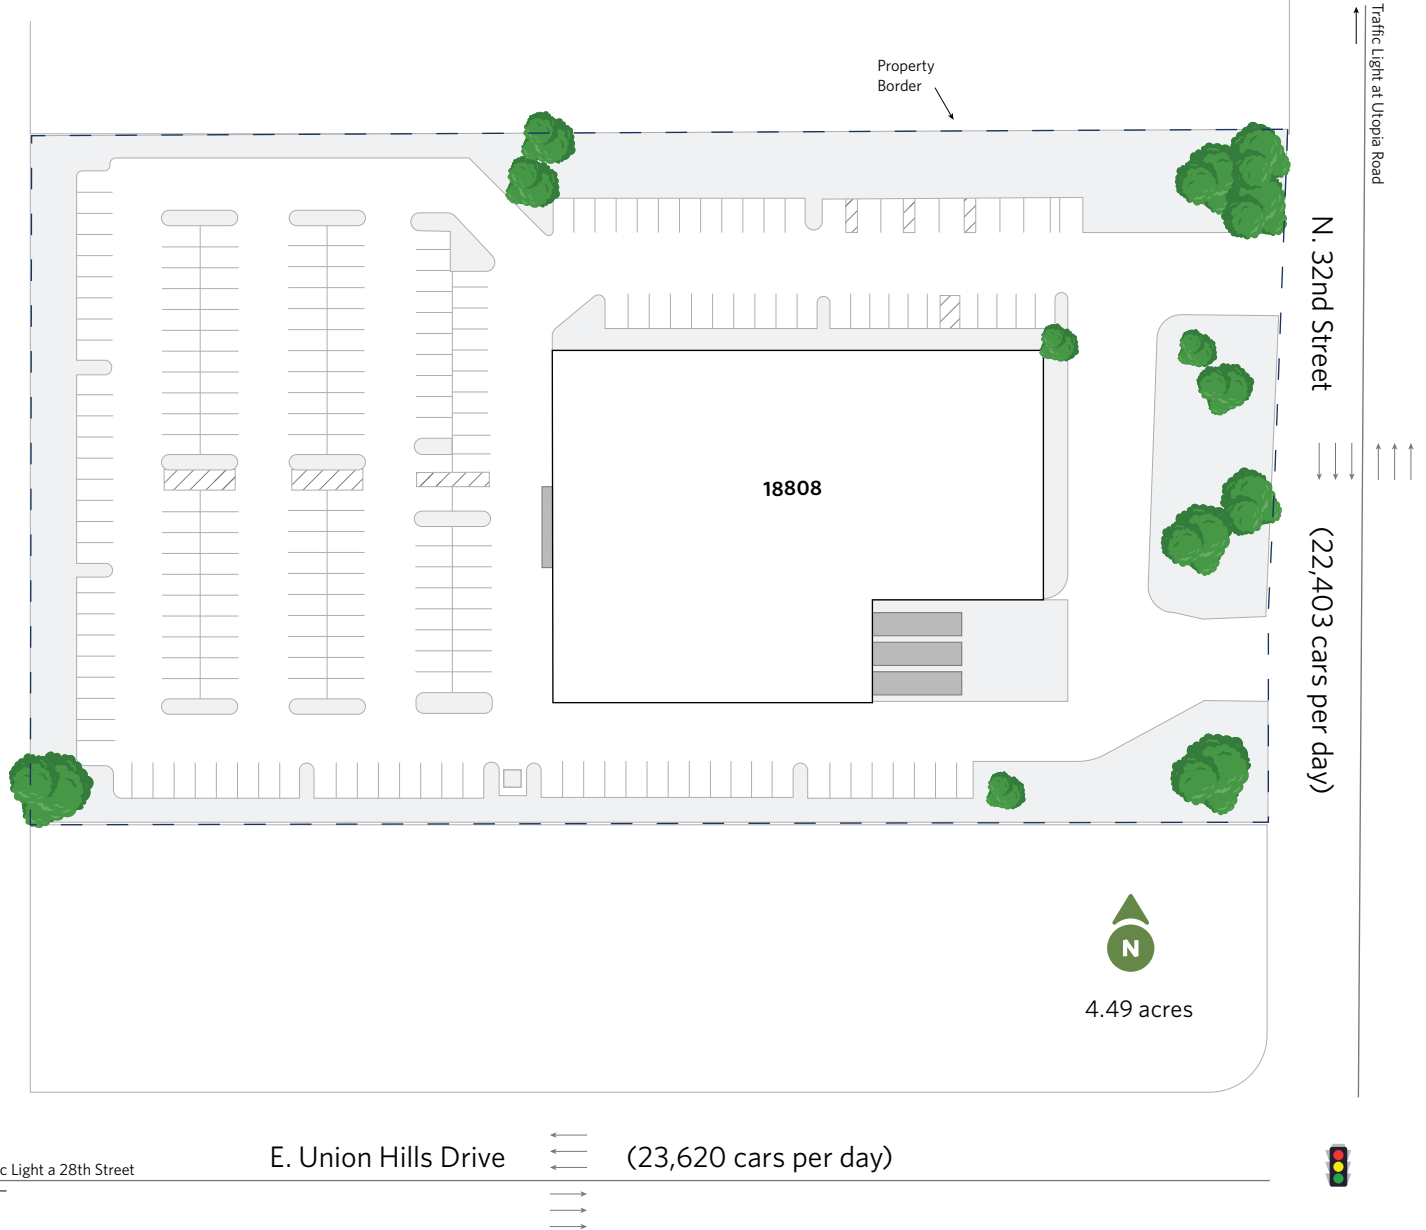 Property
Border
Traffic Light at Utopia Road
N. 32nd Street
(22,403 cars per day)
18808
N
4.49 acres
E. Union Hills Drive
(23,620 cars per day)
c Light a 28th Street